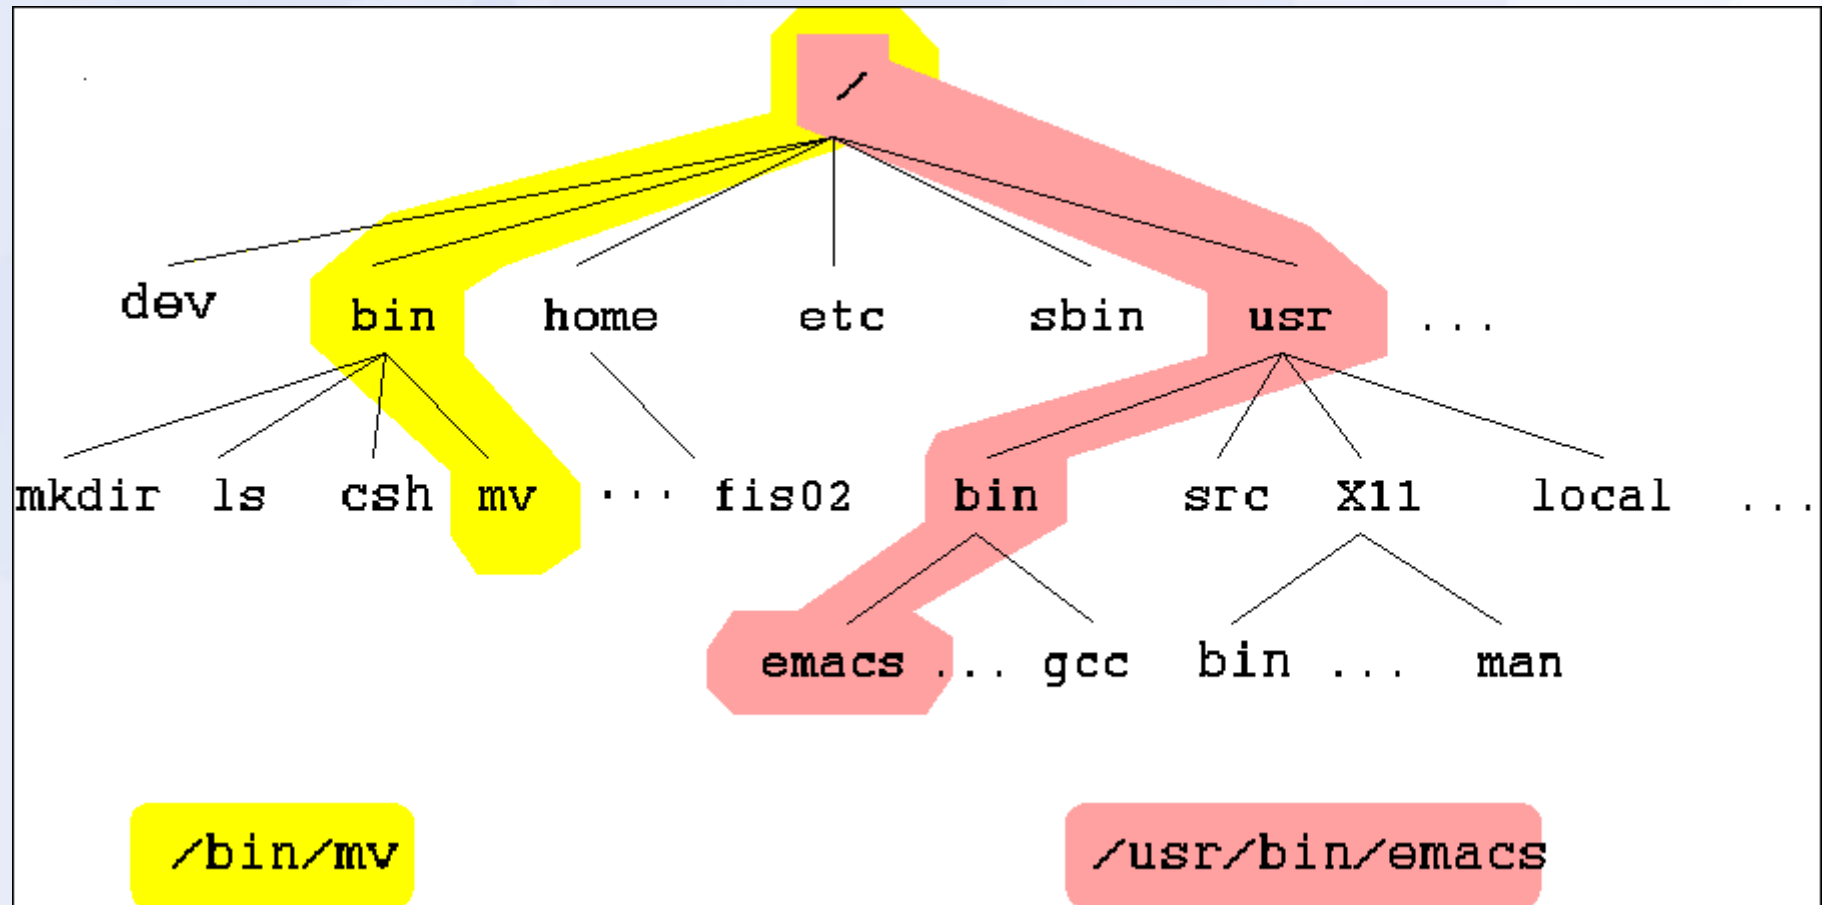 /
dev bin home etc sbin usr ...
mkdir ls csh mv ... fis02 bin src X11 local ...
emacs ... gcc bin ... man
/bin/mv /usr/bin/emacs